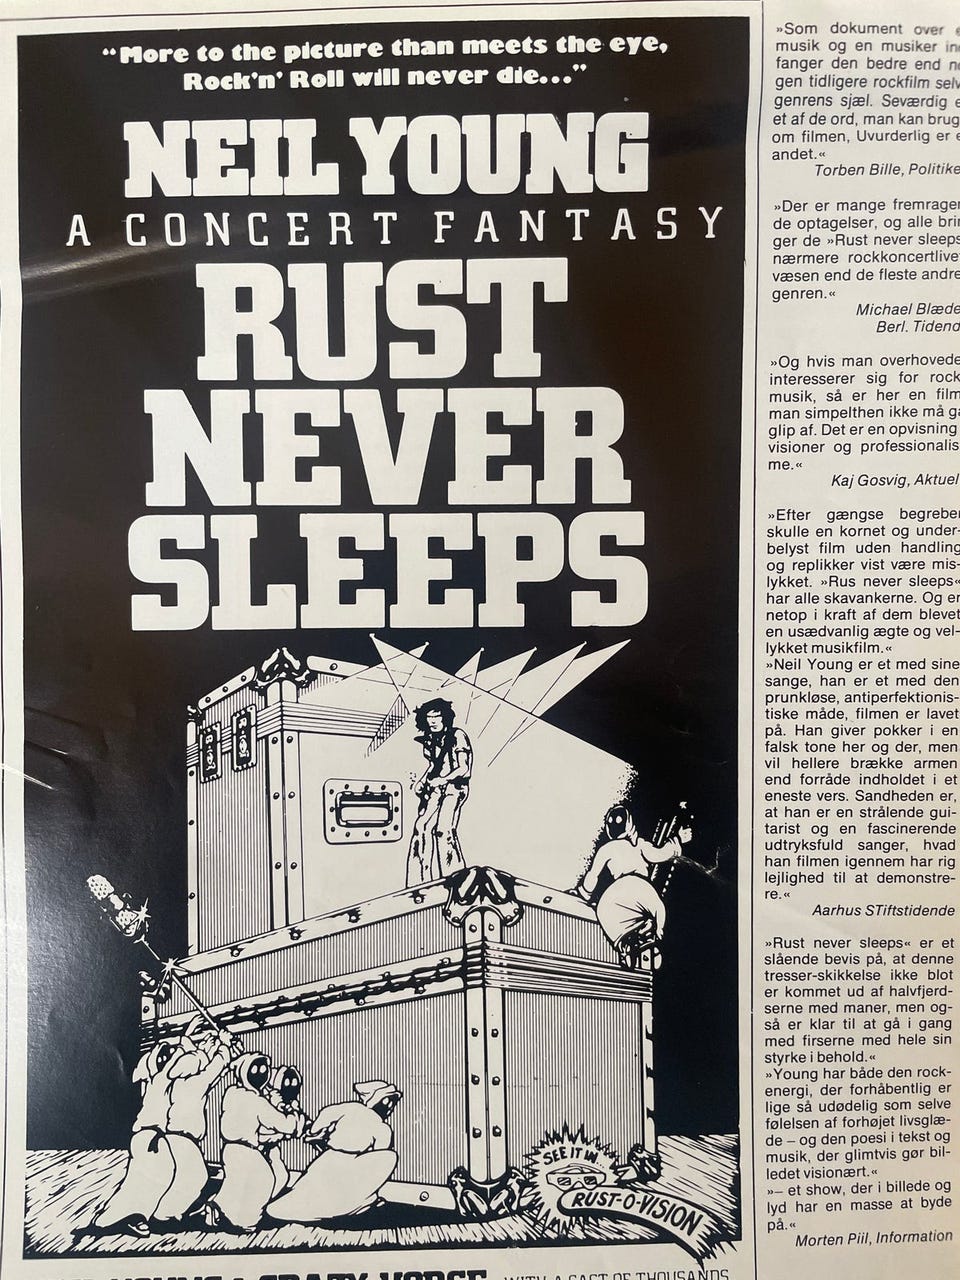 “More to the picture than meets the eye,
Rock'n' Roll will never die...”
NEIL YOUNG
A CONCERT FANTASY
RUST
NEVER
SLEEPS
SEE IT IN...
RUST-O-VISION
WITH A CAST OF THOUSANDS
»Som dokument over
musik og en musiker
fanger den bedre end
gen tidligere rockfilm
genrens sjæl. Seværdig
et af de ord, man kan
om filmen, Uvurderlig er
andet.«
Torben Bille,
»Der er mange
de optagelser, og alle
ger de »Rust never sleeps
nærmere
væsen end de fleste andre
genren.«
Michael
Berl.
»Og hvis man
interesserer sig for rock
musik, så er her en film
man simpelthen ikke må
glip af. Det er en opvisning
visioner og professionalis
me.«
Kaj Gosvig, Aktuel
»Efter gængse begreber
skulle en kornet og under-
belyst film uden handling
og replikker vist være mis-
lykket. »Rus never sleeps«
har alle skavankerne. Og er
netop i kraft af dem blevet
en usædvanlig ægte og vel-
lykket musikfilm.«
»Neil Young er et med sine
sange, han er et med den
prunkløse, antiperfektionis-
tiske måde, filmen er lavet
på. Han giver pokker i en
falsk tone her og der, men
vil hellere brække armen
end forråde indholdet i et
eneste vers. Sandheden er,
at han er en strålende gui-
tarist og en fascinerende
udtryksfuld sanger, hvad
han filmen igennem har rig
lejlighed til at demonstre-
re.«
Aarhus STiftstidende
»Rust never sleeps« er et
slående bevis på, at denne
tresser-skikkelse ikke blot
er kommet ud af halvfjerd-
serne med maner, men og-
så er klar til at gå i gang
med firserne med hele sin
styrke i behold.«
»Young har både den rock-
energi, der forhåbentlig er
lige så udødelig som selve
følelsen af forhøjet livsglæ-
de – og den poesi i tekst og
musik, der glimtvis gør bil-
ledet visionært.«
»– et show, der i billede og
lyd har en masse at byde
på.«
Morten Piil, Information